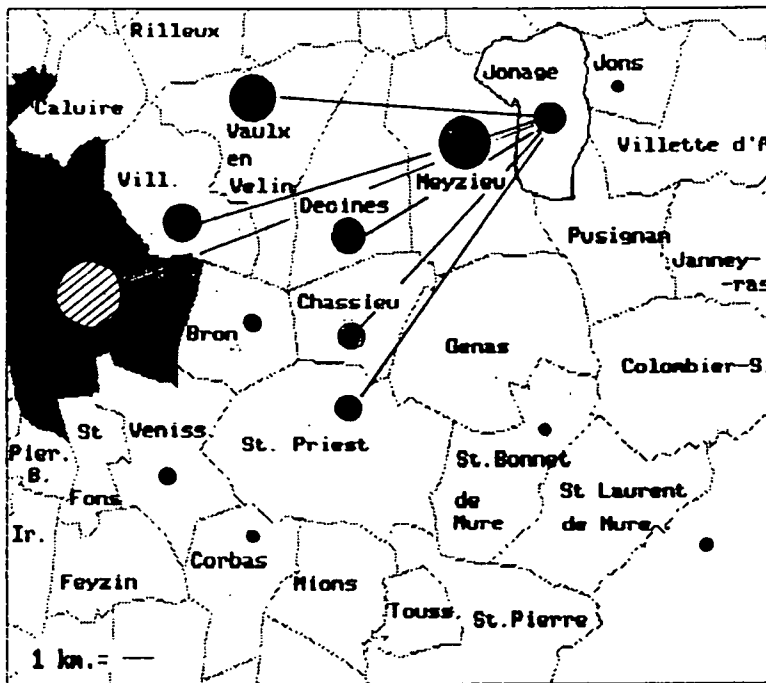 Rilleux
Jonage
Jons
Caluire
Vaulx
en
Velin
Villette d'A
Vill.
Meyzieu
Decines
Pusignan
Janney-
-ras
Chassieu
Bron
Genas
Colombier-S.
St
Fons
Veniss
St. Priest
Pier.
B.
St.Bonnet
de
Mure
St Laurent
de Mure
Ir.
Corbas
Feyzin
Mions
Touss.
St.Pierre
1 km.=